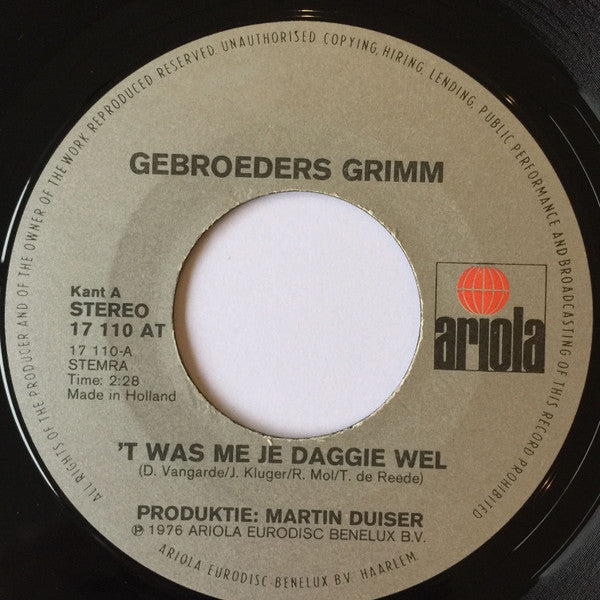 ALL RIGHTS OF THE PRODUCER AND OF THE OWNER OF THE WORK REPRODUCED RESERVED UNAUTHORISED COPYING, HIRING, LENDING, PUBLIC PERFORMANCE AND BROADCASTING OF THIS RECORD PROHIBITED
GEBROEDERS GRIMM
Kant A
STEREO
17 110 AT
17 110-A
STEMRA
Time: 2:28
Made in Holland
ariola
'T WAS ME JE DAGGIE WEL
(D. Vangarde/J. Kluger/R. Mol/T. de Reede)
PRODUKTIE: MARTIN DUISER
℗ 1976 ARIOLA EURODISC BENELUX B.V.
ARIOLA EURODISC-BENELUX B.V. HAARLEM.